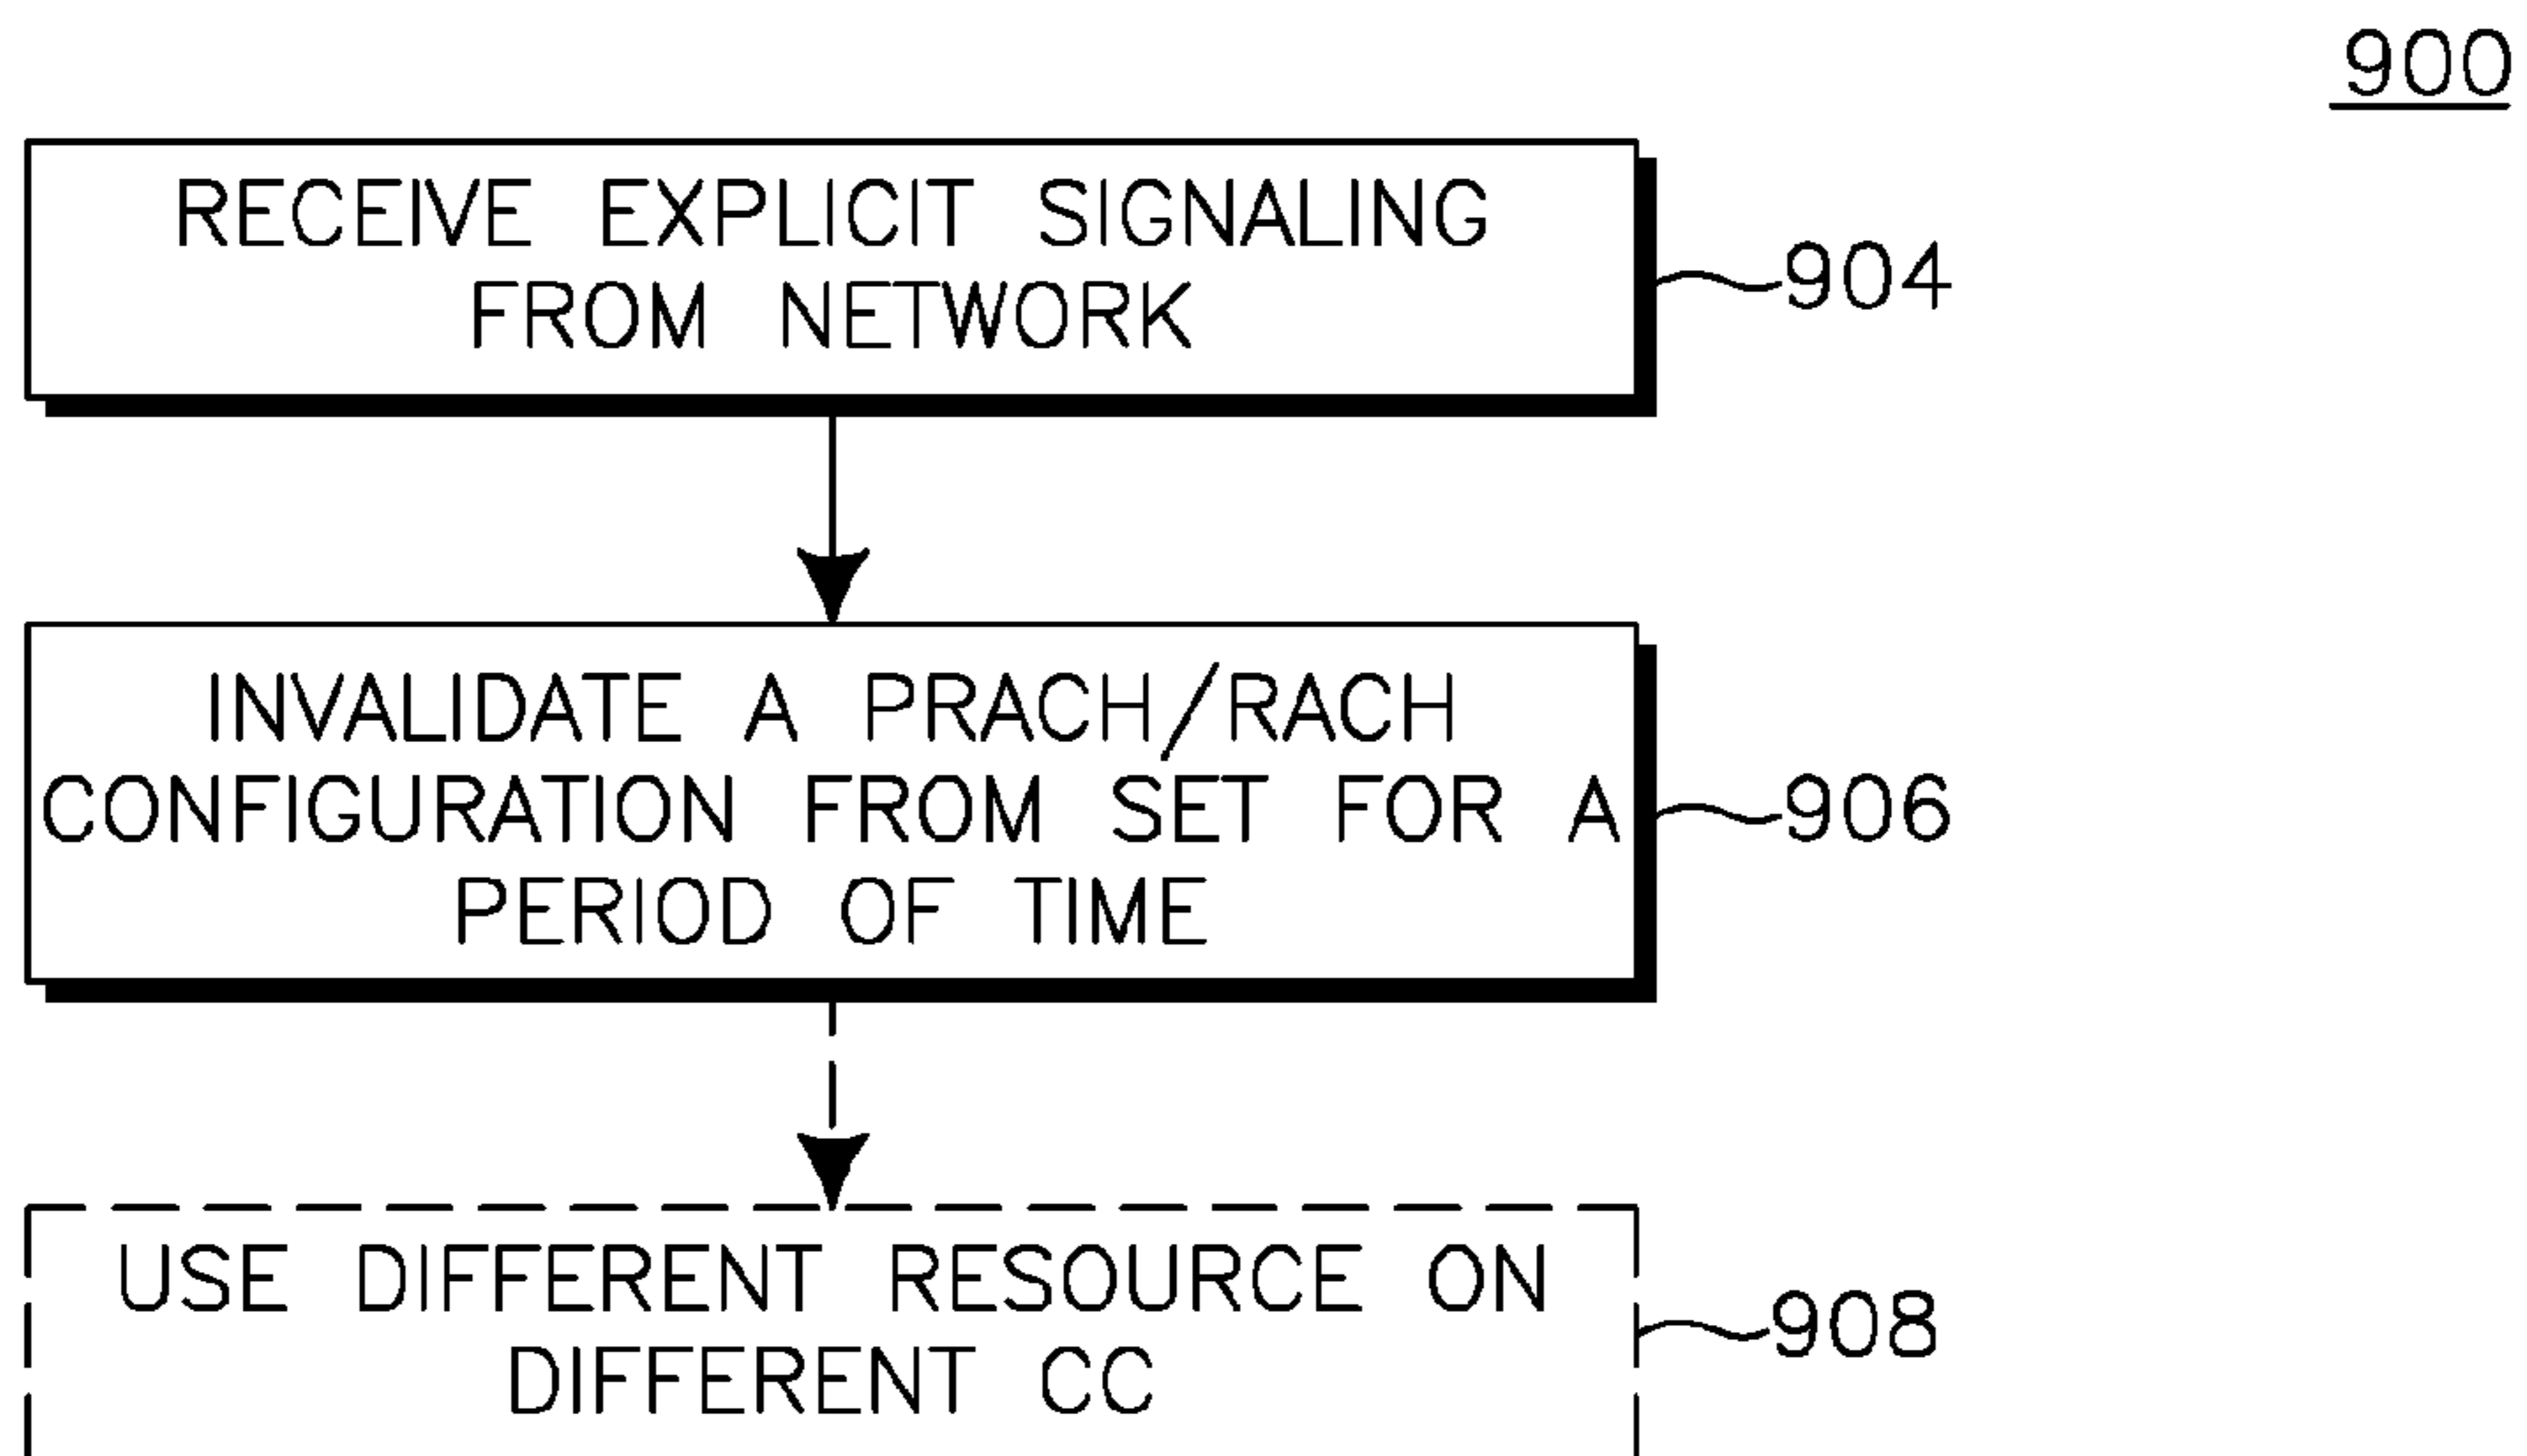 900
RECEIVE EXPLICIT SIGNALING
FROM NETWORK
904
INVALIDATE A PRACH/RACH
CONFIGURATION FROM SET FOR A
PERIOD OF TIME
906
USE DIFFERENT RESOURCE ON
DIFFERENT CC
908